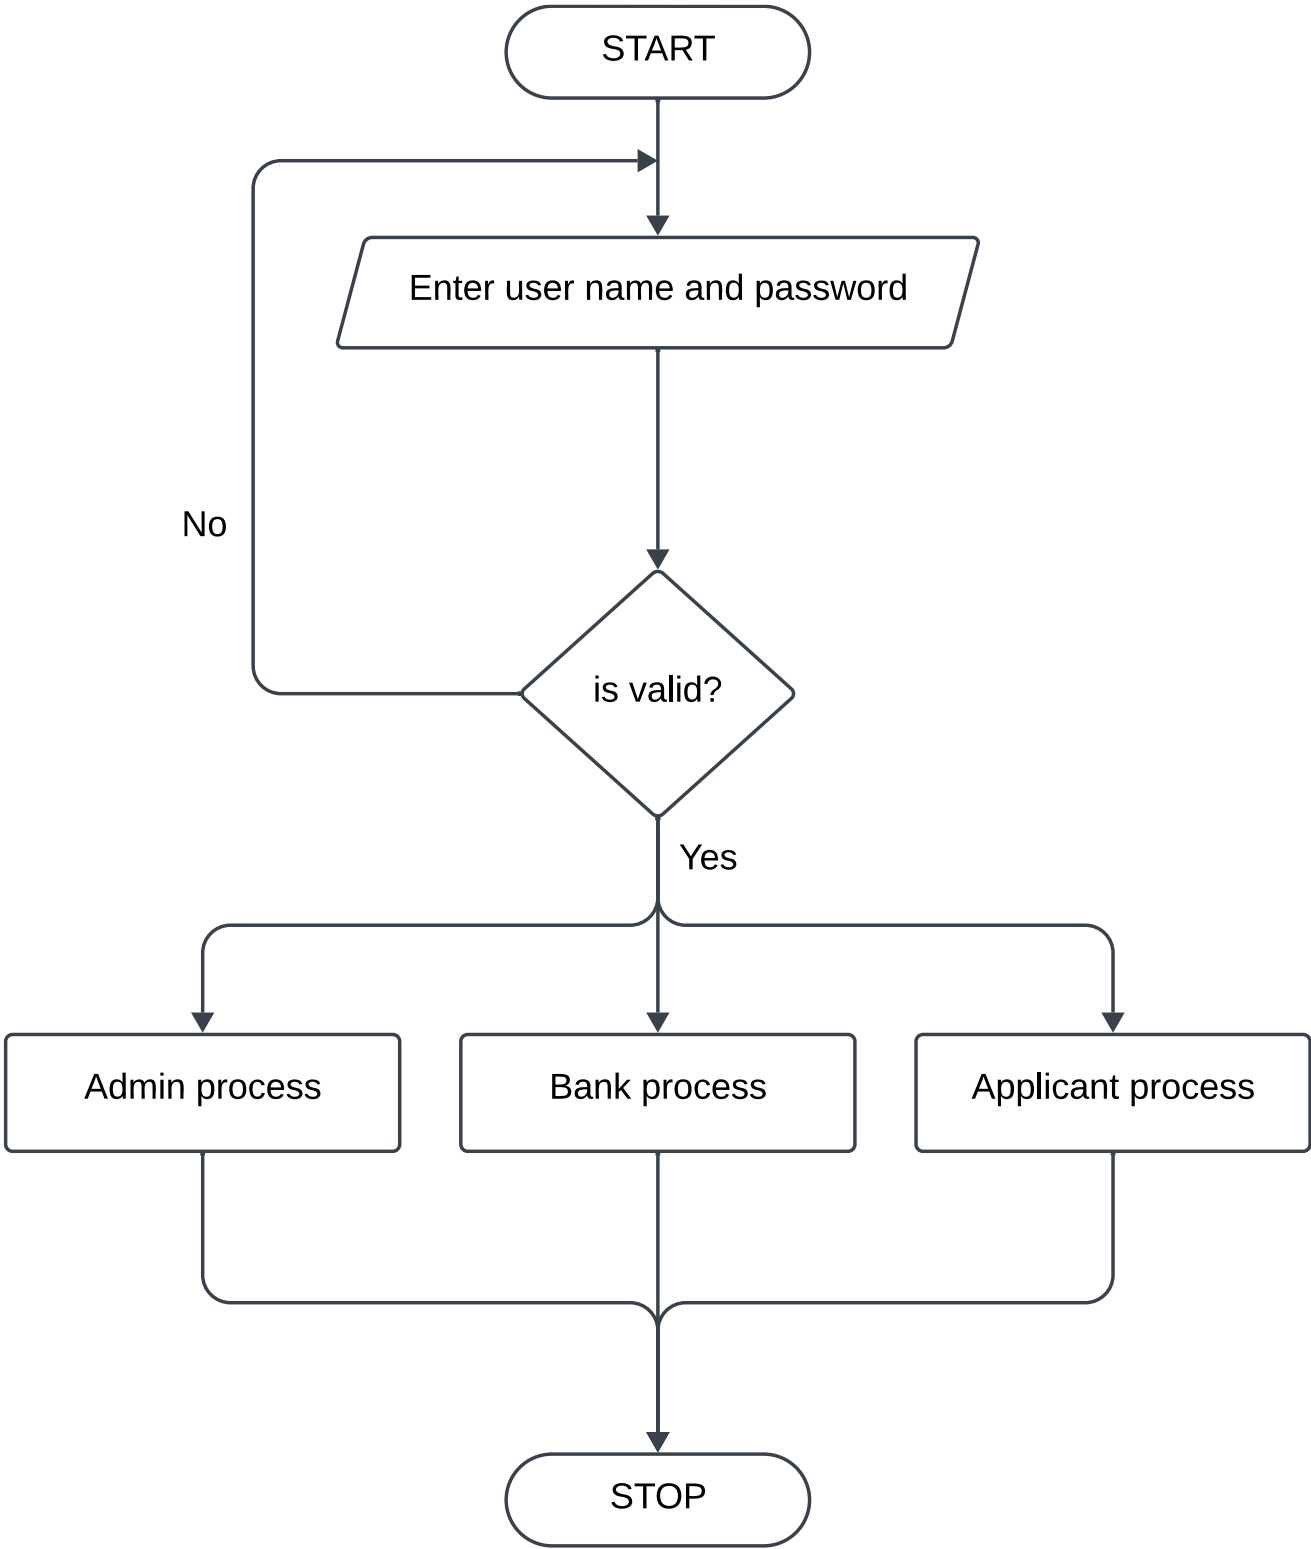 START
Enter user name and password
No
is valid?
Yes
Admin process
Bank process
Applicant process
STOP